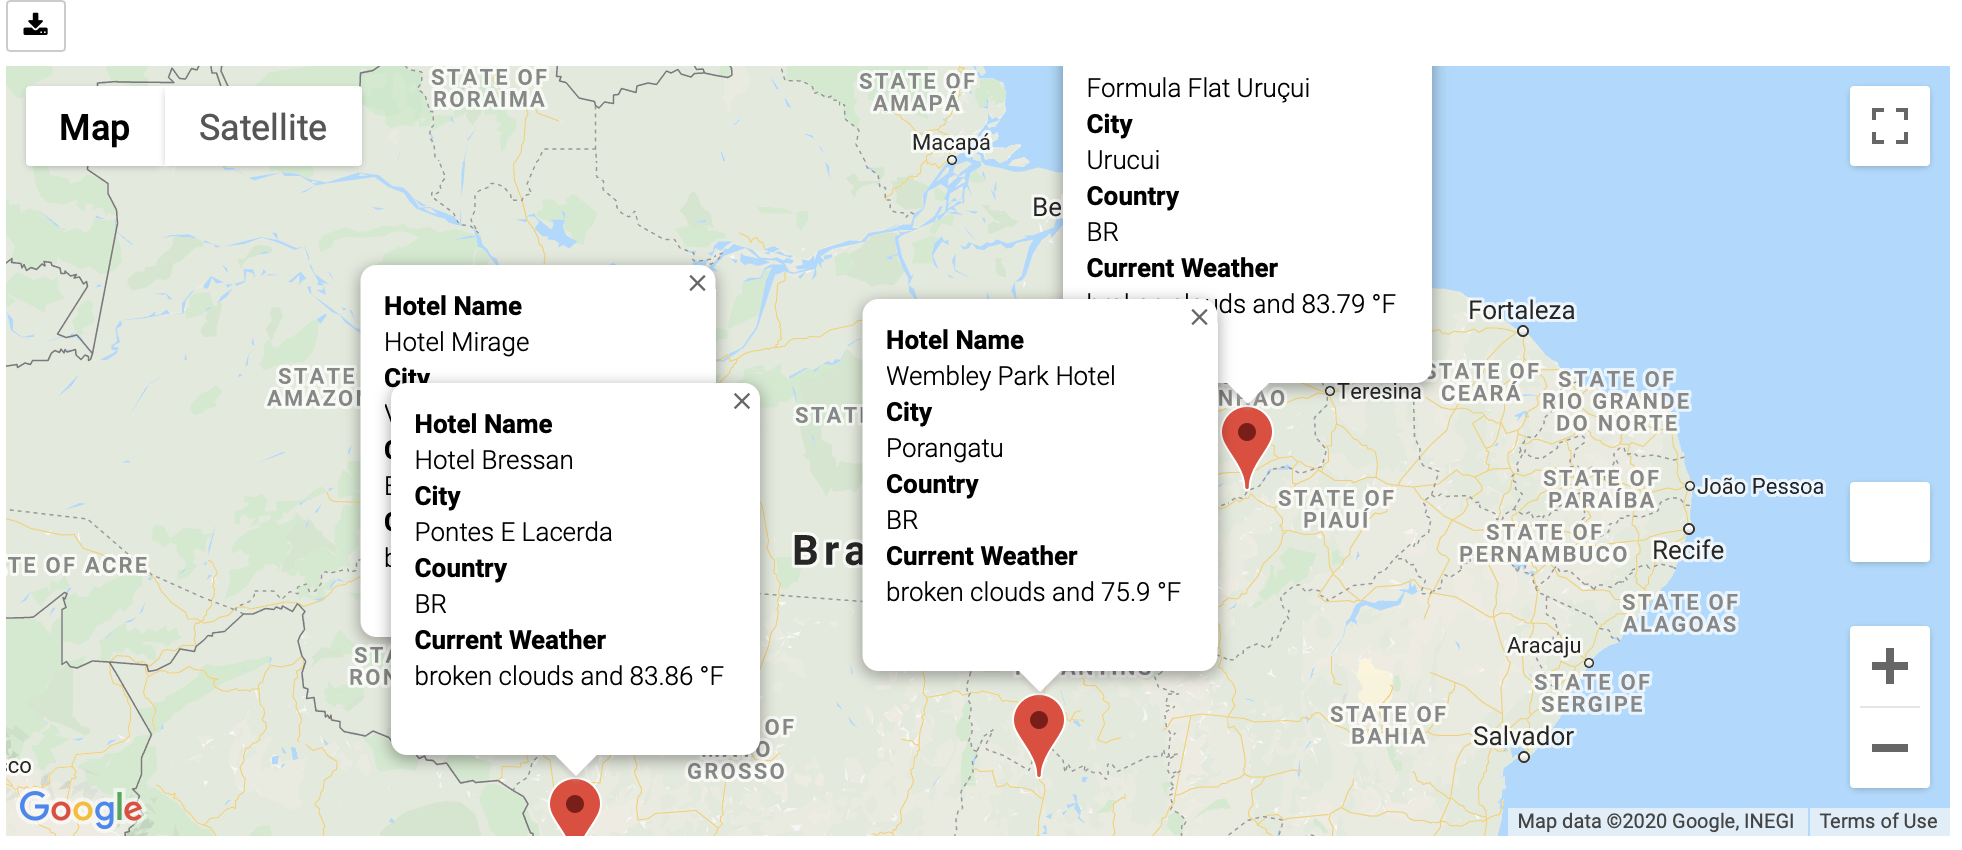 Map
Satellite
STATE OF
RORAIMA
STATE OF
AMAPÁ
Macapá
Be
Formula Flat Uruçui
City
Urucui
Country
BR
Current Weather
and 83.79 °F
Hotel Name
Hotel Mirage
City
Hotel Name
Hotel Bressan
City
Pontes E Lacerda
Country
BR
Current Weather
broken clouds and 83.86 °F
Hotel Name
Wembley Park Hotel
City
Porangatu
Country
BR
Current Weather
broken clouds and 75.9 °F
Fortaleza
Teresina
STATE OF
CEARÁ
STATE OF
RIO GRANDE
DO NORTE
STATE OF
PARAÍBA
João Pessoa
STATE OF
PIAUÍ
STATE OF
PERNAMBUCO
Recife
STATE OF
ALAGOAS
Aracaju
STATE OF
SERGIPE
STATE OF
BAHIA
Salvador
STATE
AMAZO
STAT
TE OF ACRE
Bra
STA
RON
OF
GROSSO
co
Google
Map data ©2020 Google, INEGI
Terms of Use